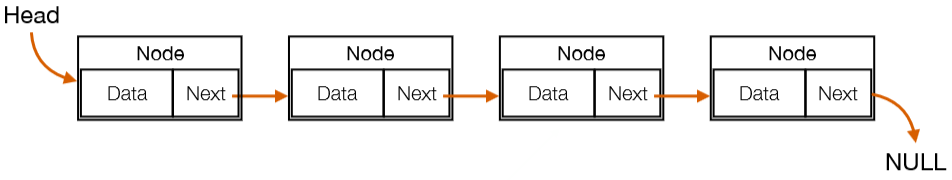 Head
Node Node Node Node
Data Next Data Next Data Next Data Next
NULL